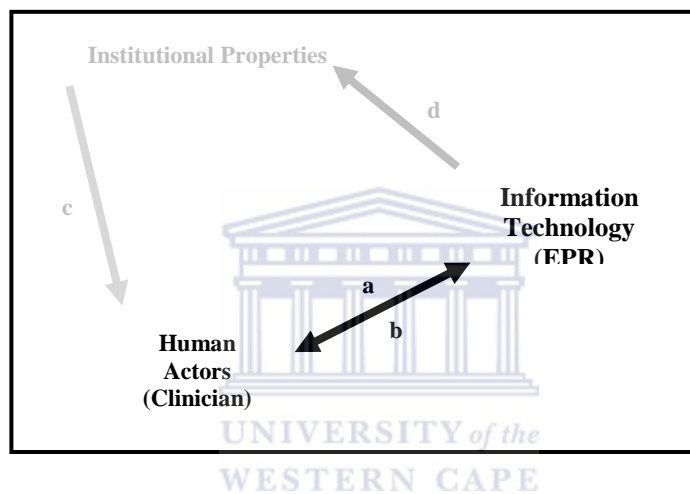 Institutional Properties
d
Information
Technology
(EPR)
c
a
b
Human
Actors
(Clinician)
UNIVERSITY of the
WESTERN CAPE